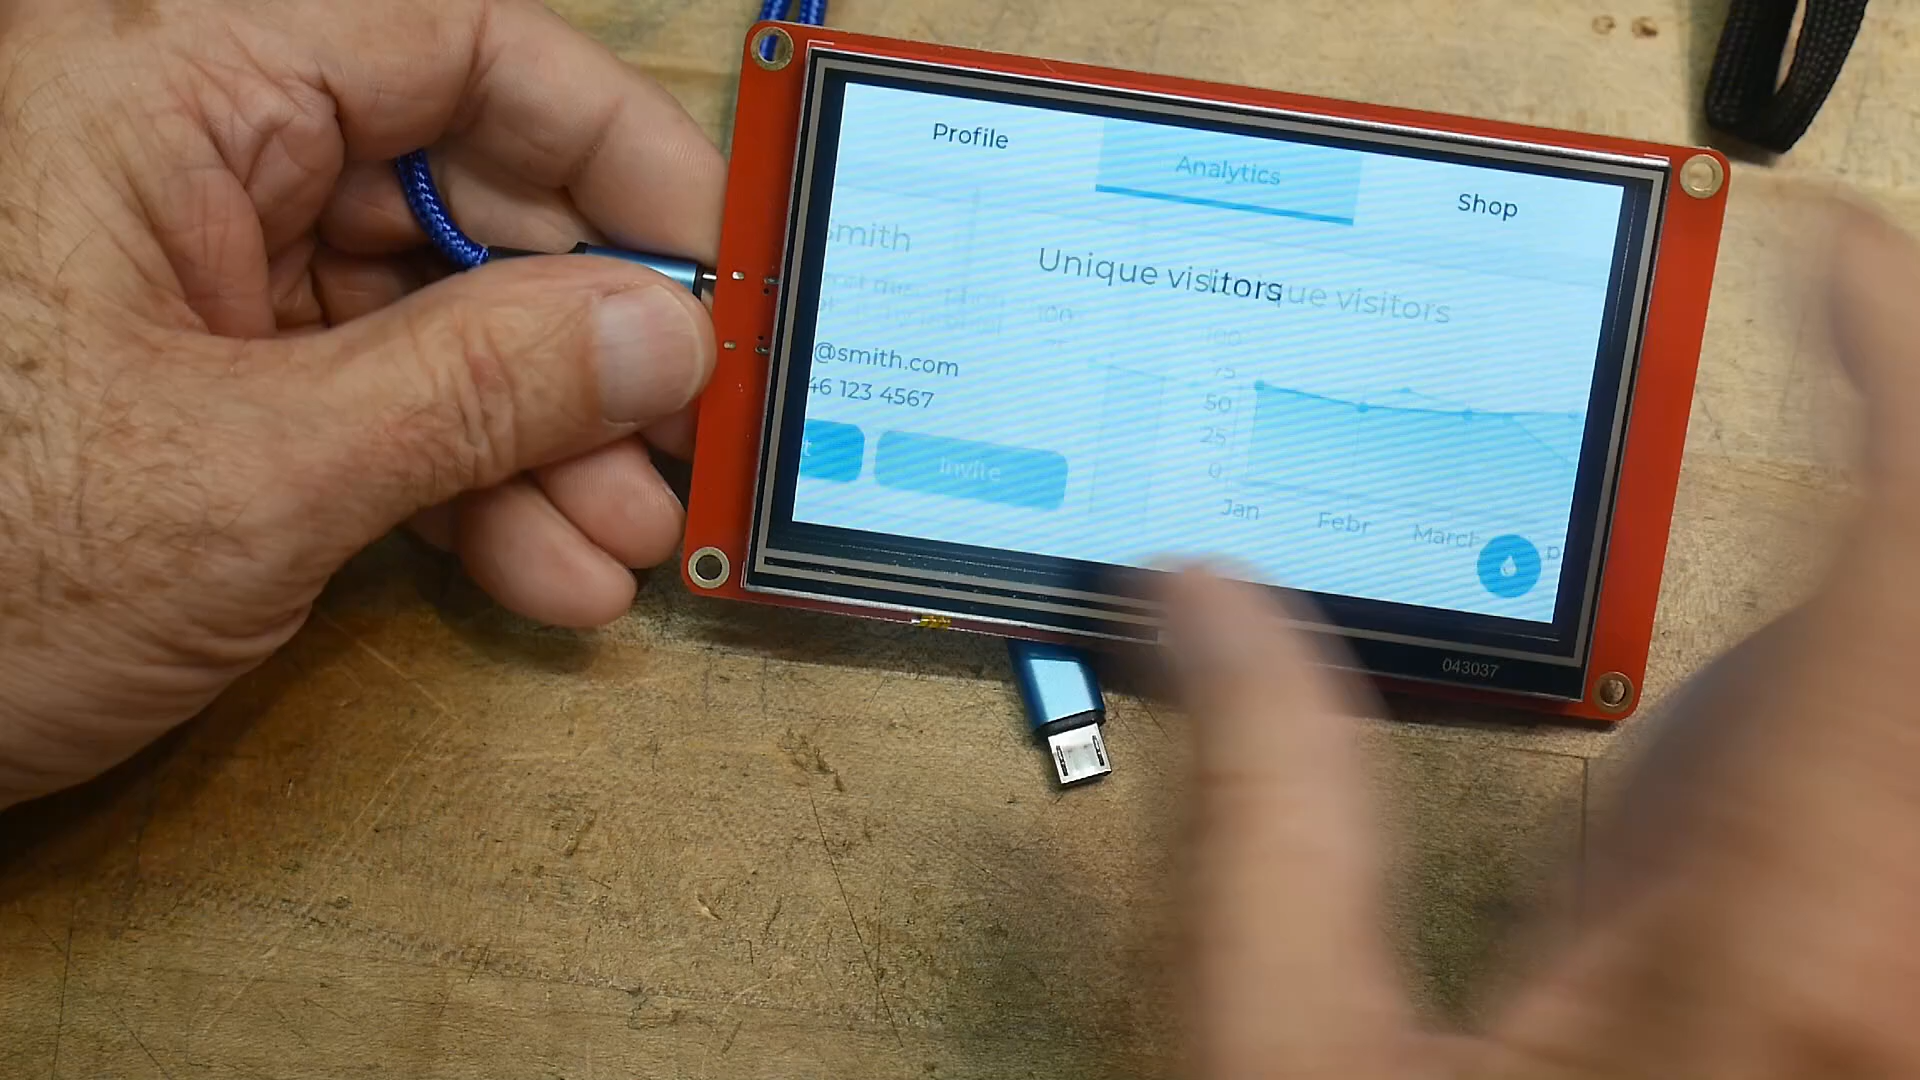 Profile
Analytics
Shop
smith
Unique visitors
Unique visitors
100
100
75
@smith.com
50
46 123 4567
25
0
t
Invite
Jan
Febr
March
p
043037